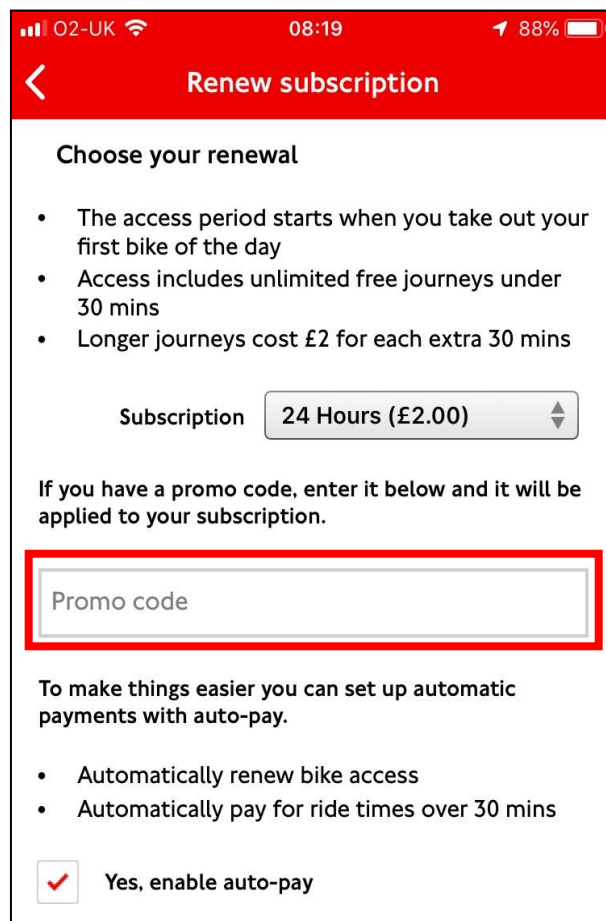 O2-UK 08:19 88%
Renew subscription
Choose your renewal
• The access period starts when you take out your
first bike of the day
• Access includes unlimited free journeys under
30 mins
• Longer journeys cost £2 for each extra 30 mins
Subscription 24 Hours (£2.00)
If you have a promo code, enter it below and it will be
applied to your subscription.
Promo code
To make things easier you can set up automatic
payments with auto-pay.
• Automatically renew bike access
• Automatically pay for ride times over 30 mins
Yes, enable auto-pay